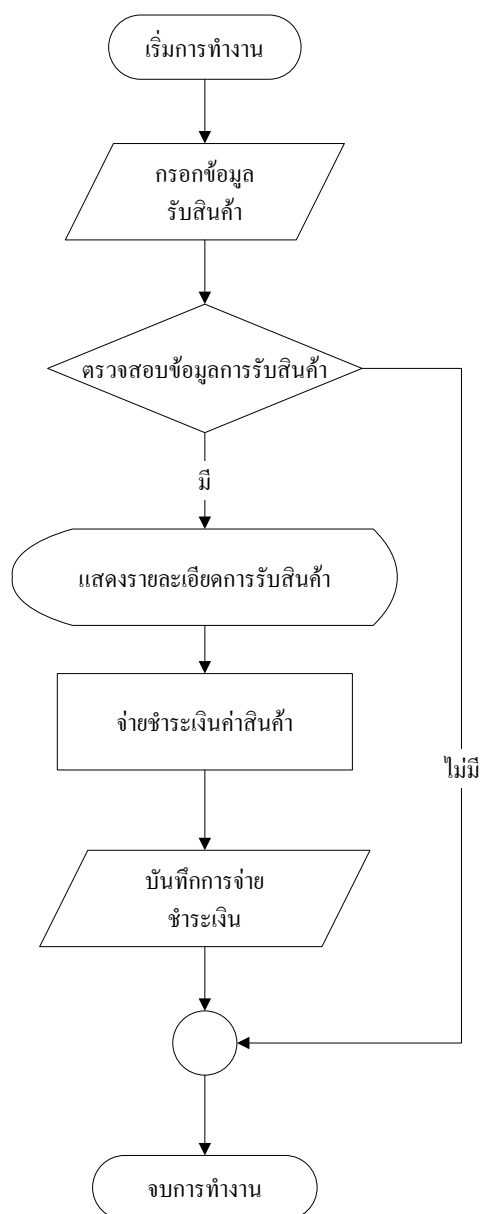 เริ่มการทำงาน
กรอกข้อมูล
รับสินค้า
ตรวจสอบข้อมูลการรับสินค้า
มี
แสดงรายละเอียดการรับสินค้า
จ่ายชำระเงินค่าสินค้า
ไม่มี
บันทึกการจ่าย
ชำระเงิน
จบการทำงาน